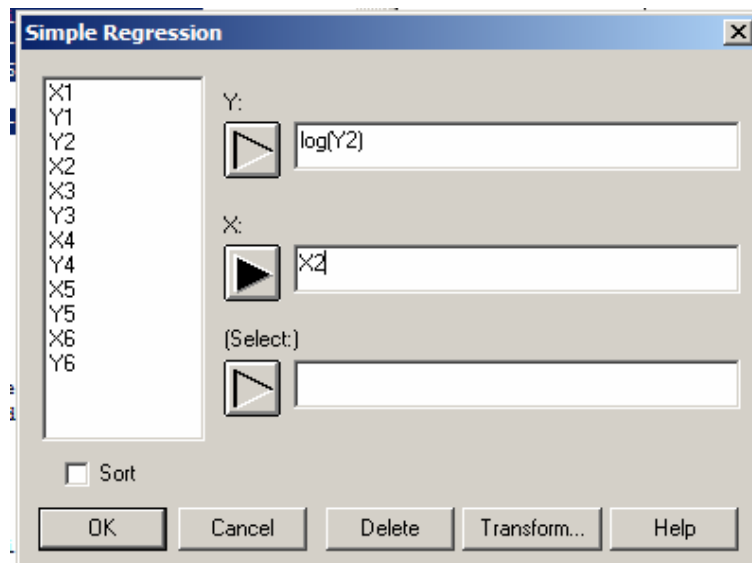 Simple Regression
X1
Y1
Y2
X2
X3
Y3
X4
Y4
X5
Y5
X6
Y6
Y:
log(Y2)
X:
X2
(Select:)
Sort
OK
Cancel
Delete
Transform...
Help